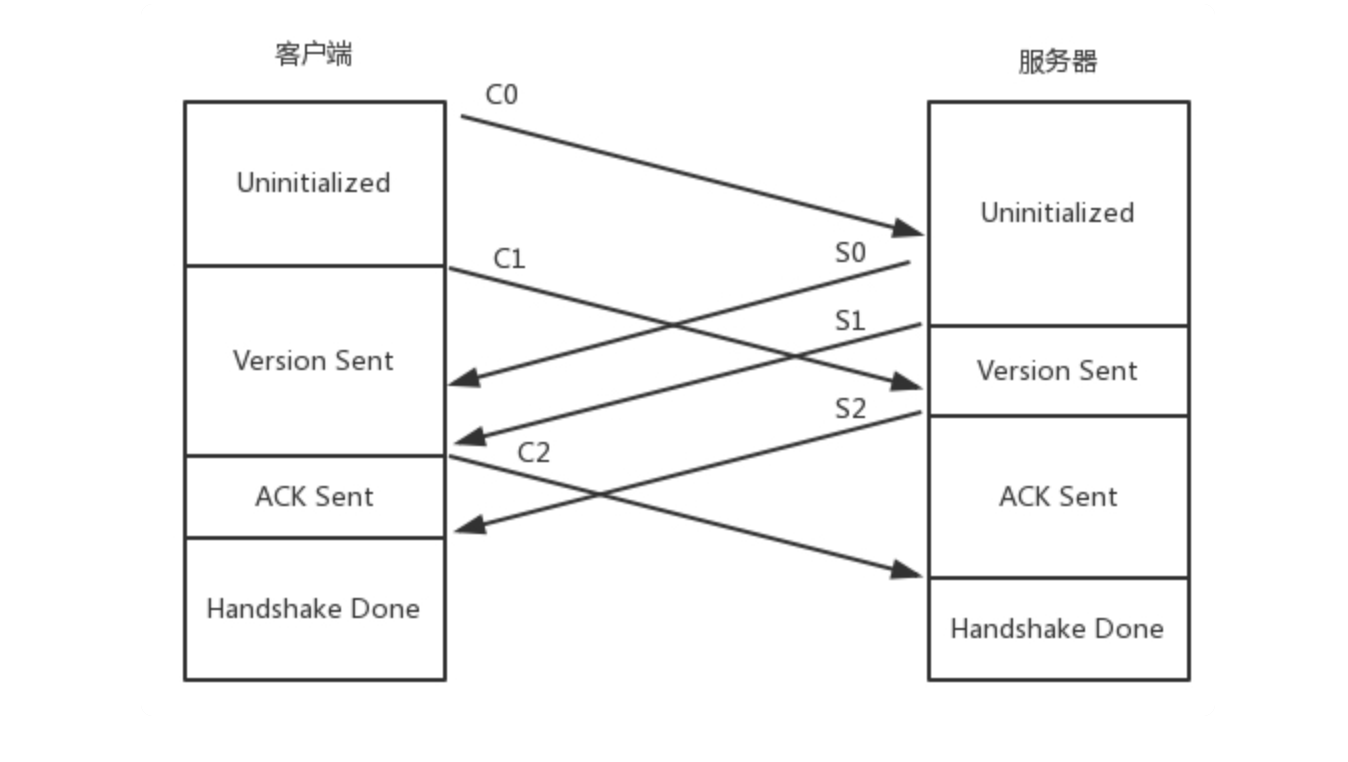 客户端
服务器
C0
Uninitialized
Uninitialized
C1
S0
S1
Version Sent
Version Sent
S2
C2
ACK Sent
ACK Sent
Handshake Done
Handshake Done